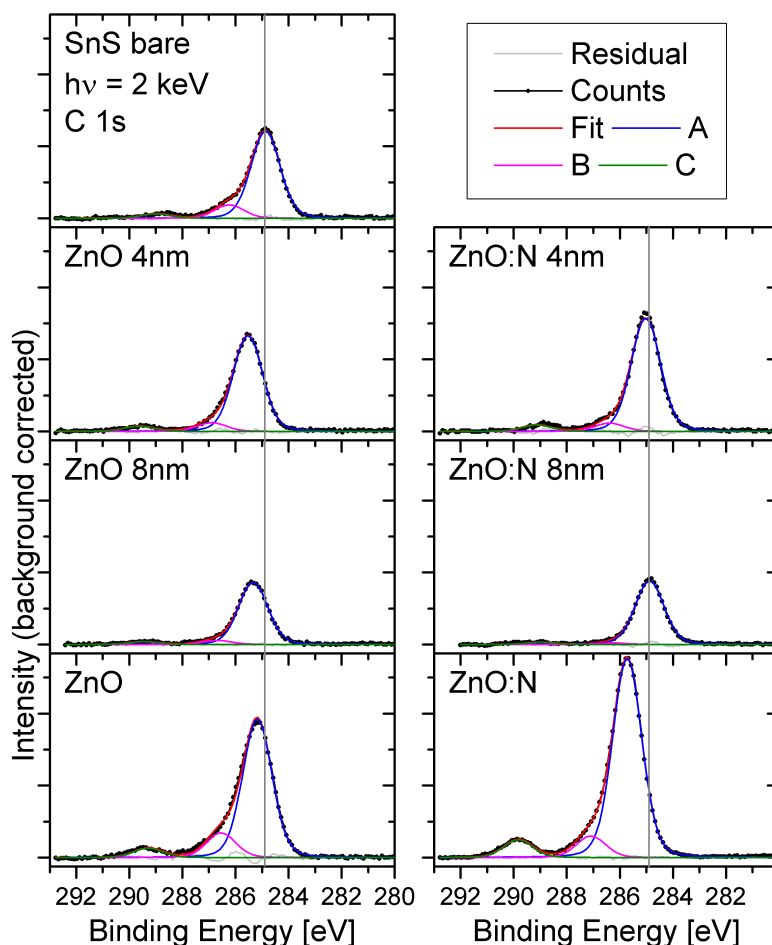 SnS bare
hν = 2 keV
C 1s
Residual
Counts
Fit A
B C
ZnO 4nm
ZnO:N 4nm
ZnO 8nm
ZnO:N 8nm
ZnO
ZnO:N
Intensity (background corrected)
292 290 288 286 284 282 280
292 290 288 286 284 282
Binding Energy [eV]
Binding Energy [eV]